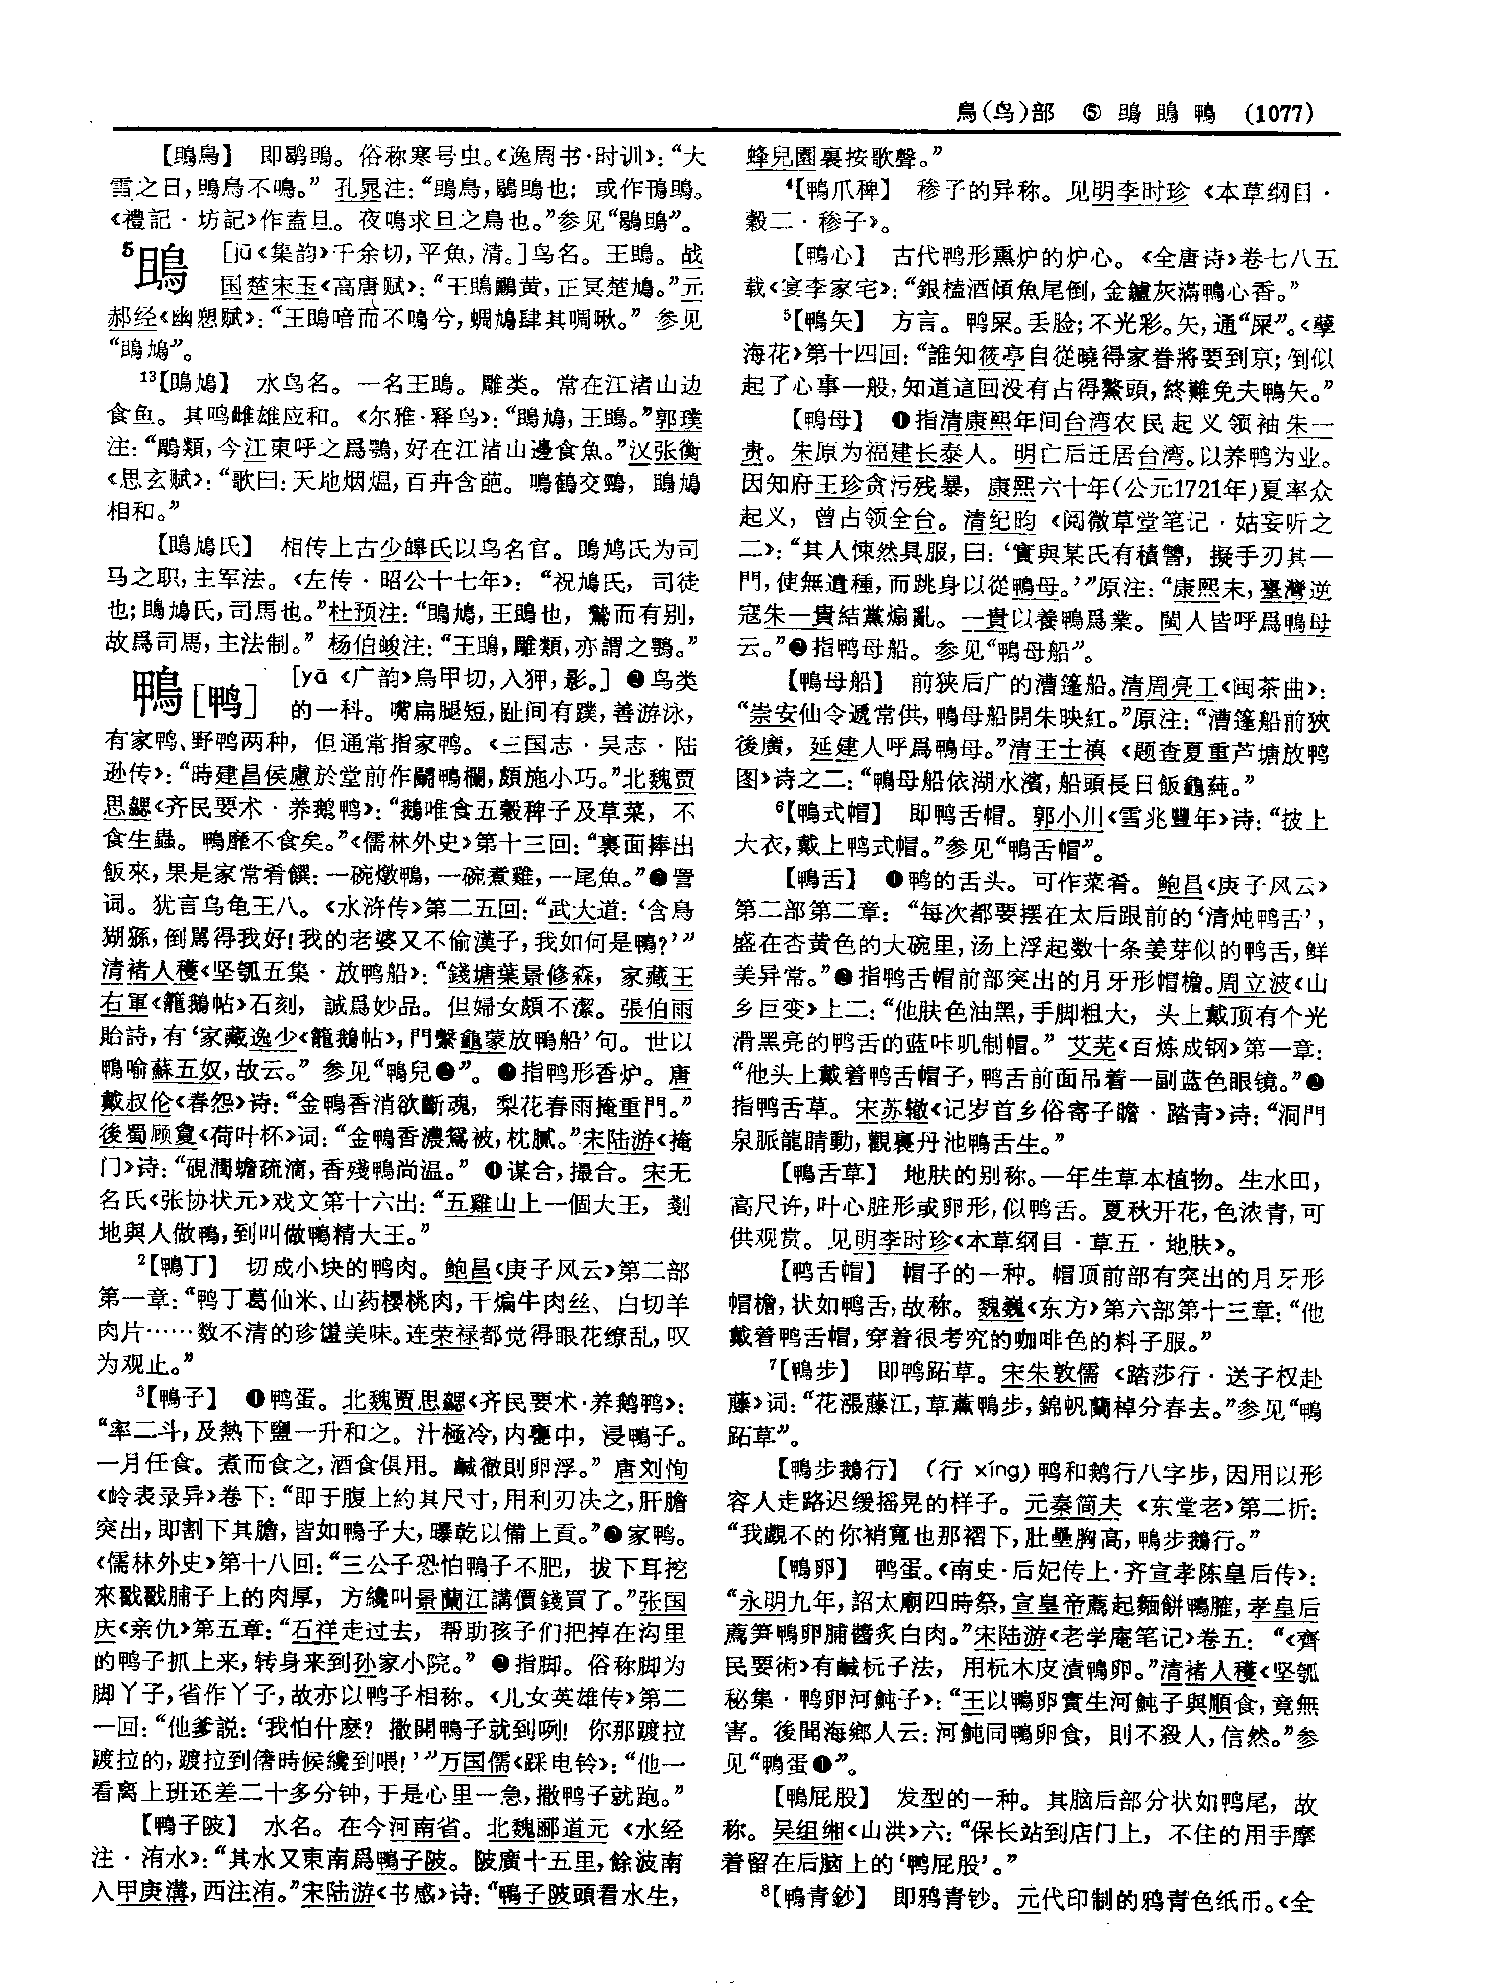 鳥(鸟)部 ⑤ 鴡 鴨 (1077)
【鴠鳥】 即鹖鴠。俗称寒号虫。《逸周书·时训》：“大
雪之日，鴠鳥不鳴。”孔晁注：“鴠鳥，鶡鴠也；或作鳱鴠。
《禮記·坊記》作盍旦。夜鳴求旦之鳥也。”参见“鶡鴠”。
5鴡 [jū《集韵》千余切，平魚，清。]鸟名。王鴡。战
国楚宋玉《高唐赋》：“王鴡鸝黄，正冥楚鳩。”元
郝经《幽愬赋》：“王鴡喑而不鳴兮，蜩鳩肆其啁啾。” 参见
“鴡鳩”。
13【鴡鳩】 水鸟名。一名王鴡。雕类。常在江渚山边
食鱼。其鸣雌雄应和。《尔雅·释鸟》：“鴡鳩，王鴡。”郭璞
注：“鵰類，今江東呼之爲鶚，好在江渚山邊食魚。”汉张衡
《思玄赋》：“歌曰：天地烟熅，百卉含葩。鳴鶴交頸，鴡鳩
相和。”
【鴡鳩氏】 相传上古少皞氏以鸟名官。鴡鸠氏为司
马之职，主军法。《左传·昭公十七年》：“祝鳩氏，司徒
也；鴡鳩氏，司馬也。”杜预注：“鴡鳩，王鴡也，鷙而有别，
故爲司馬，主法制。”杨伯峻注：“王鴡，雕類，亦謂之鶚。”
鴨[鸭] [yā《广韵》烏甲切，入狎，影。] ❶鸟类
的一科。嘴扁腿短，趾间有蹼，善游泳，
有家鸭、野鸭两种，但通常指家鸭。《三国志·吴志·陆
逊传》：“時建昌侯慮於堂前作鬭鴨欄，頗施小巧。”北魏贾
思勰《齐民要术·养鹅鸭》：“鵝唯食五穀稗子及草菜，不
食生蟲。鴨靡不食矣。”《儒林外史》第十三回：“裏面捧出
飯來，果是家常肴饌：一碗燉鴨，一碗煮雞，一尾魚。”❷詈
词。犹言乌龟王八。《水浒传》第二五回：“武大道：‘含鳥
猢猻，倒駡得我好！我的老婆又不偷漢子，我如何是鴨？’”
清褚人穫《坚瓠五集·放鸭船》：“錢塘葉景修森，家藏王
右軍《籠鵝帖》石刻，誠爲妙品。但婦女頗不潔。張伯雨
貽詩，有‘家藏逸少《籠鵝帖》，門繫龜蒙放鴨船’句。世以
鴨喻蘇五奴，故云。” 参见“鴨兒❷”。❸指鸭形香炉。唐
戴叔伦《春怨》诗：“金鴨香消欲斷魂，梨花春雨掩重門。”
後蜀顾敻《荷叶杯》词：“金鴨香濃鴛被，枕膩。”宋陆游《掩
门》诗：“硯潤蟾疏滴，香殘鴨尚温。” ❹谋合，撮合。宋无
名氏《张协状元》戏文第十六出：“五雞山上一個大王，剗
地與人做鴨，到叫做鴨精大王。”
2【鴨丁】 切成小块的鸭肉。鲍昌《庚子风云》第二部
第一章：“鸭丁葛仙米、山药樱桃肉，干煸牛肉丝、白切羊
肉片……数不清的珍馐美味。连荣禄都觉得眼花缭乱，叹
为观止。”
3【鴨子】 ❶鸭蛋。北魏贾思勰《齐民要术·养鹅鸭》：
“率二斗，及熱下鹽一升和之。汁極冷，内甕中，浸鴨子。
一月任食。煮而食之，酒食俱用。鹹徹則卵浮。” 唐刘恂
《岭表录异》卷下：“即于腹上約其尺寸，用利刃决之，肝膽
突出，即割下其膽，皆如鴨子大，曝乾以備上貢。”❷家鸭。
《儒林外史》第十八回：“三公子恐怕鴨子不肥，拔下耳挖
來戳戳脯子上的肉厚，方纔叫景蘭江講價錢買了。”张国
庆《亲仇》第五章：“石祥走过去，帮助孩子们把掉在沟里
的鸭子抓上来，转身来到孙家小院。” ❸指脚。俗称脚为
脚丫子，省作丫子，故亦以鸭子相称。《儿女英雄传》第二
一回：“他爹説：‘我怕什麽？撒開鴨子就到咧！你那踱拉
踱拉的，踱拉到偺時候纔到喂！’”万国儒《踩电铃》：“他一
看离上班还差二十多分钟，于是心里一急，撒鸭子就跑。”
【鴨子陂】 水名。在今河南省。北魏郦道元《水经
注·洧水》：“其水又東南爲鴨子陂。陂廣十五里，餘波南
入甲庚溝，西注洧。”宋陆游《书感》诗：“鴨子陂頭看水生，
蜂兒園裏按歌聲。”
4【鴨爪稗】 䅟子的异称。见明李时珍《本草纲目·
穀二·䅟子》。
【鴨心】 古代鸭形熏炉的炉心。《全唐诗》卷七八五
载《宴李家宅》：“銀榼酒傾魚尾倒，金鑪灰滿鴨心香。”
5【鴨矢】 方言。鸭屎。丢脸；不光彩。矢，通“屎”。《孽
海花》第十四回：“誰知筱亭自從曉得家眷將要到京；倒似
起了心事一般，知道這回没有占得鰲頭，終難免夫鴨矢。”
【鴨母】 ❶指清康熙年间台湾农民起义领袖朱一
贵。朱原为福建长泰人。明亡后迁居台湾。以养鸭为业。
因知府王珍贪污残暴，康熙六十年(公元1721年)夏率众
起义，曾占领全台。清纪昀《阅微草堂笔记·姑妄听之
二》：“其人悚然具服，曰：‘實與某氏有積讐，擬手刃其一
門，使無遺種，而跳身以從鴨母。’”原注：“康熙末，臺灣逆
寇朱一貴結黨煽亂。一貴以養鴨爲業。閩人皆呼爲鴨母
云。”❷指鸭母船。参见“鴨母船”。
【鴨母船】 前狭后广的漕篷船。清周亮工《闽茶曲》：
“崇安仙令遞常供，鴨母船開朱映紅。”原注：“漕篷船前狹
後廣，延建人呼爲鴨母。”清王士禛《题查夏重芦塘放鸭
图》诗之二：“鴨母船依湖水濱，船頭長日飯龜蓴。”
6【鴨式帽】 即鸭舌帽。郭小川《雪兆豐年》诗：“披上
大衣，戴上鸭式帽。”参见“鴨舌帽”。
【鴨舌】 ❶鸭的舌头。可作菜肴。鲍昌《庚子风云》
第二部第二章：“每次都要摆在太后跟前的‘清炖鸭舌’，
盛在杏黄色的大碗里，汤上浮起数十条姜芽似的鸭舌，鲜
美异常。”❷指鸭舌帽前部突出的月牙形帽檐。周立波《山
乡巨变》上二：“他肤色油黑，手脚粗大，头上戴顶有个光
滑黑亮的鸭舌的蓝咔叽制帽。” 艾芜《百炼成钢》第一章：
“他头上戴着鸭舌帽子，鸭舌前面吊着一副蓝色眼镜。”❸
指鸭舌草。宋苏辙《记岁首乡俗寄子瞻·踏青》诗：“洞門
泉脈龍睛動，觀裏丹池鴨舌生。”
【鴨舌草】 地肤的别称。一年生草本植物。生水田，
高尺许，叶心脏形或卵形，似鸭舌。夏秋开花，色浓青，可
供观赏。见明李时珍《本草纲目·草五·地肤》。
【鸭舌帽】 帽子的一种。帽顶前部有突出的月牙形
帽檐，状如鸭舌，故称。魏巍《东方》第六部第十三章：“他
戴着鸭舌帽，穿着很考究的咖啡色的料子服。”
7【鴨步】 即鸭跖草。宋朱敦儒《踏莎行·送子权赴
藤》词：“花漲藤江，草薰鴨步，錦帆蘭棹分春去。”参见“鴨
跖草”。
【鴨步鵝行】 (行 xíng)鸭和鹅行八字步，因用以形
容人走路迟缓摇晃的样子。元秦简夫《东堂老》第二折：
“我覷不的你褙寬也那褶下，肚疊胸高，鴨步鵝行。”
【鴨卵】 鸭蛋。《南史·后妃传上·齐宣孝陈皇后传》：
“永明九年，詔太廟四時祭，宣皇帝薦起麵餅鴨臛，孝皇后
薦笋鴨卵脯醬炙白肉。”宋陆游《老学庵笔记》卷五：“《齊
民要術》有鹹杬子法，用杬木皮漬鴨卵。”清褚人穫《坚瓠
秘集·鸭卵河魨子》：“王以鴨卵實生河魨子與順食，竟無
害。後聞海鄉人云：河魨同鴨卵食，則不殺人，信然。”参
见“鴨蛋❶”。
【鴨屁股】 发型的一种。其脑后部分状如鸭尾，故
称。吴组缃《山洪》六：“保长站到店门上，不住的用手摩
着留在后脑上的‘鸭屁股’。”
8【鴨青鈔】 即鸦青钞。元代印制的鸦青色纸币。《全